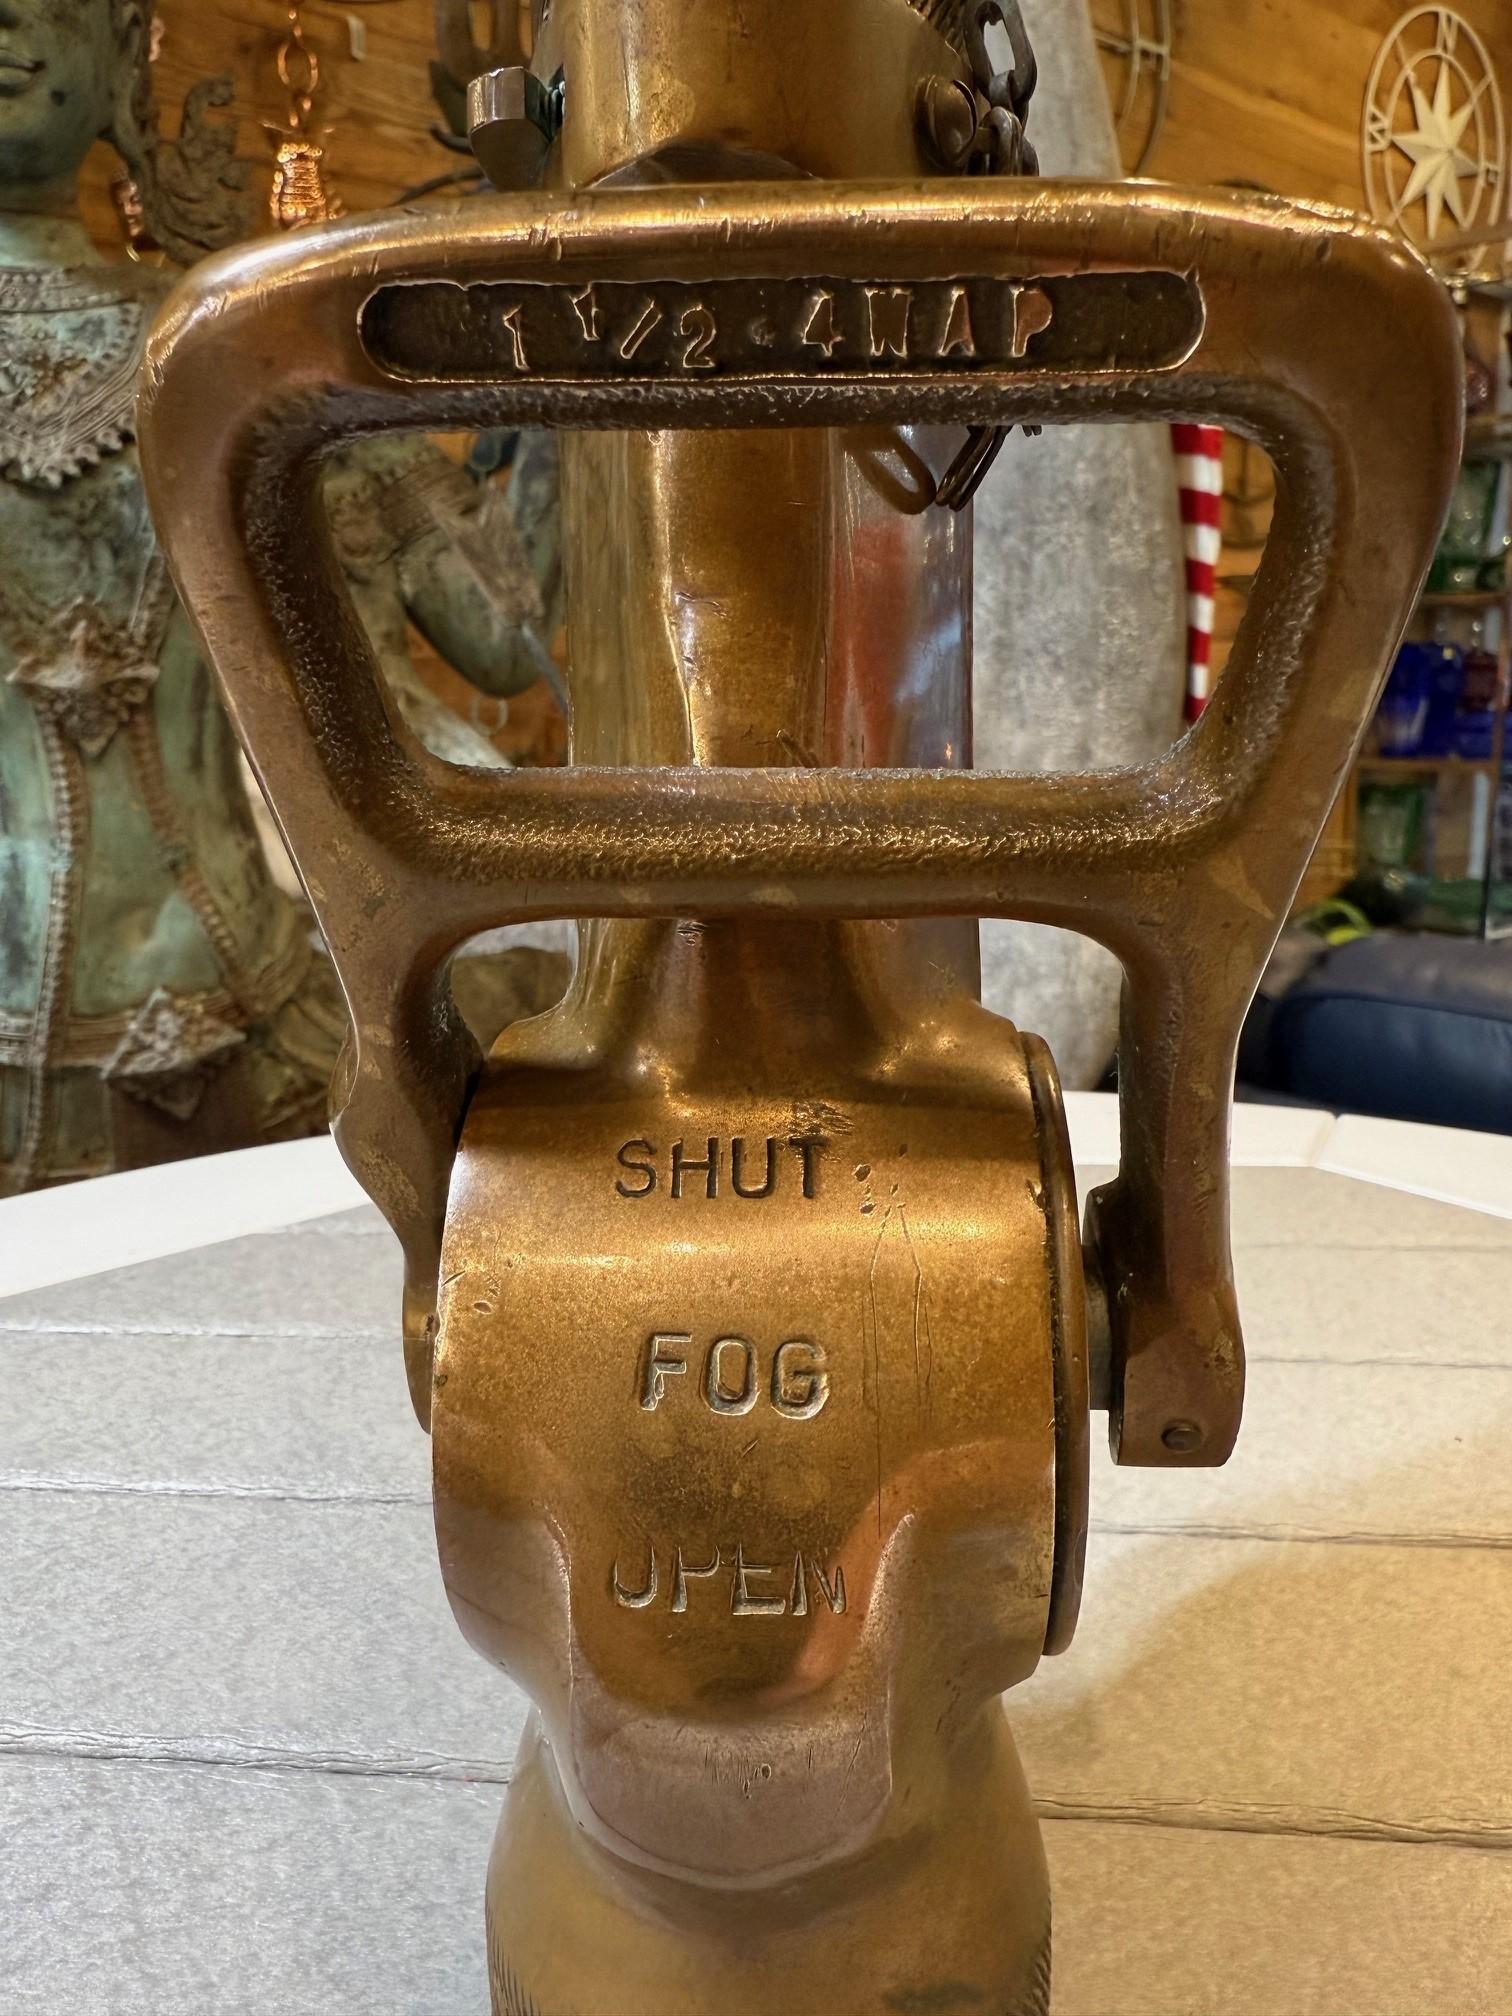 1 1/2 · 4WAP
N
W
E
SHUT
FOG
OPEN